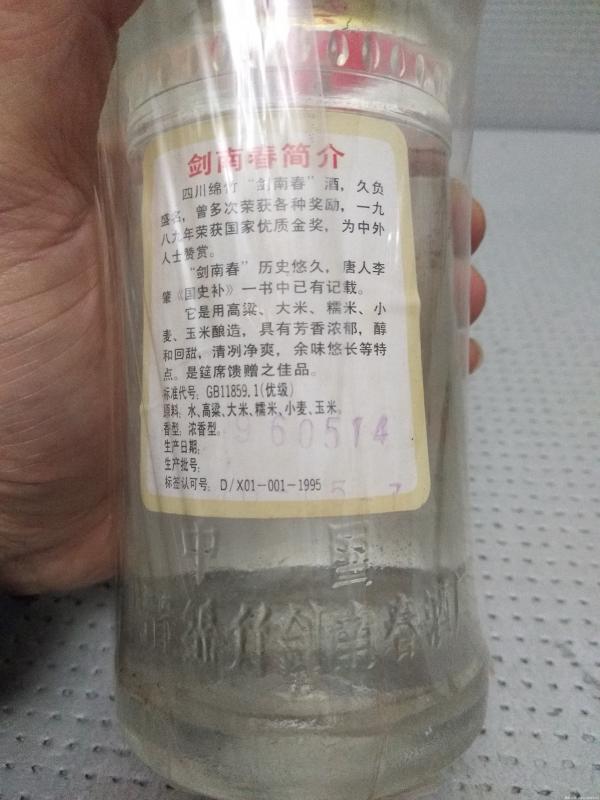 剑南春简介
四川绵竹“剑南春”酒，久负
盛名，曾多次荣获各种奖励，一九
八九年荣获国家优质金奖，为中外
人士赞赏。
“剑南春”历史悠久，唐人李
肇《国史补》一书中已有记载。
它是用高粱、大米、糯米、小
麦、玉米酿造，具有芳香浓郁，醇
和回甜，清冽净爽，余味悠长等特
点。是筵席馈赠之佳品。
标准代号：GB11859.1(优级)
原料：水、高粱、大米、糯米、小麦、玉米。
香型：浓香型。
生产日期：960514
生产批号：5 7
标签认可号：D/X01-001-1995
中国
绵竹剑南春